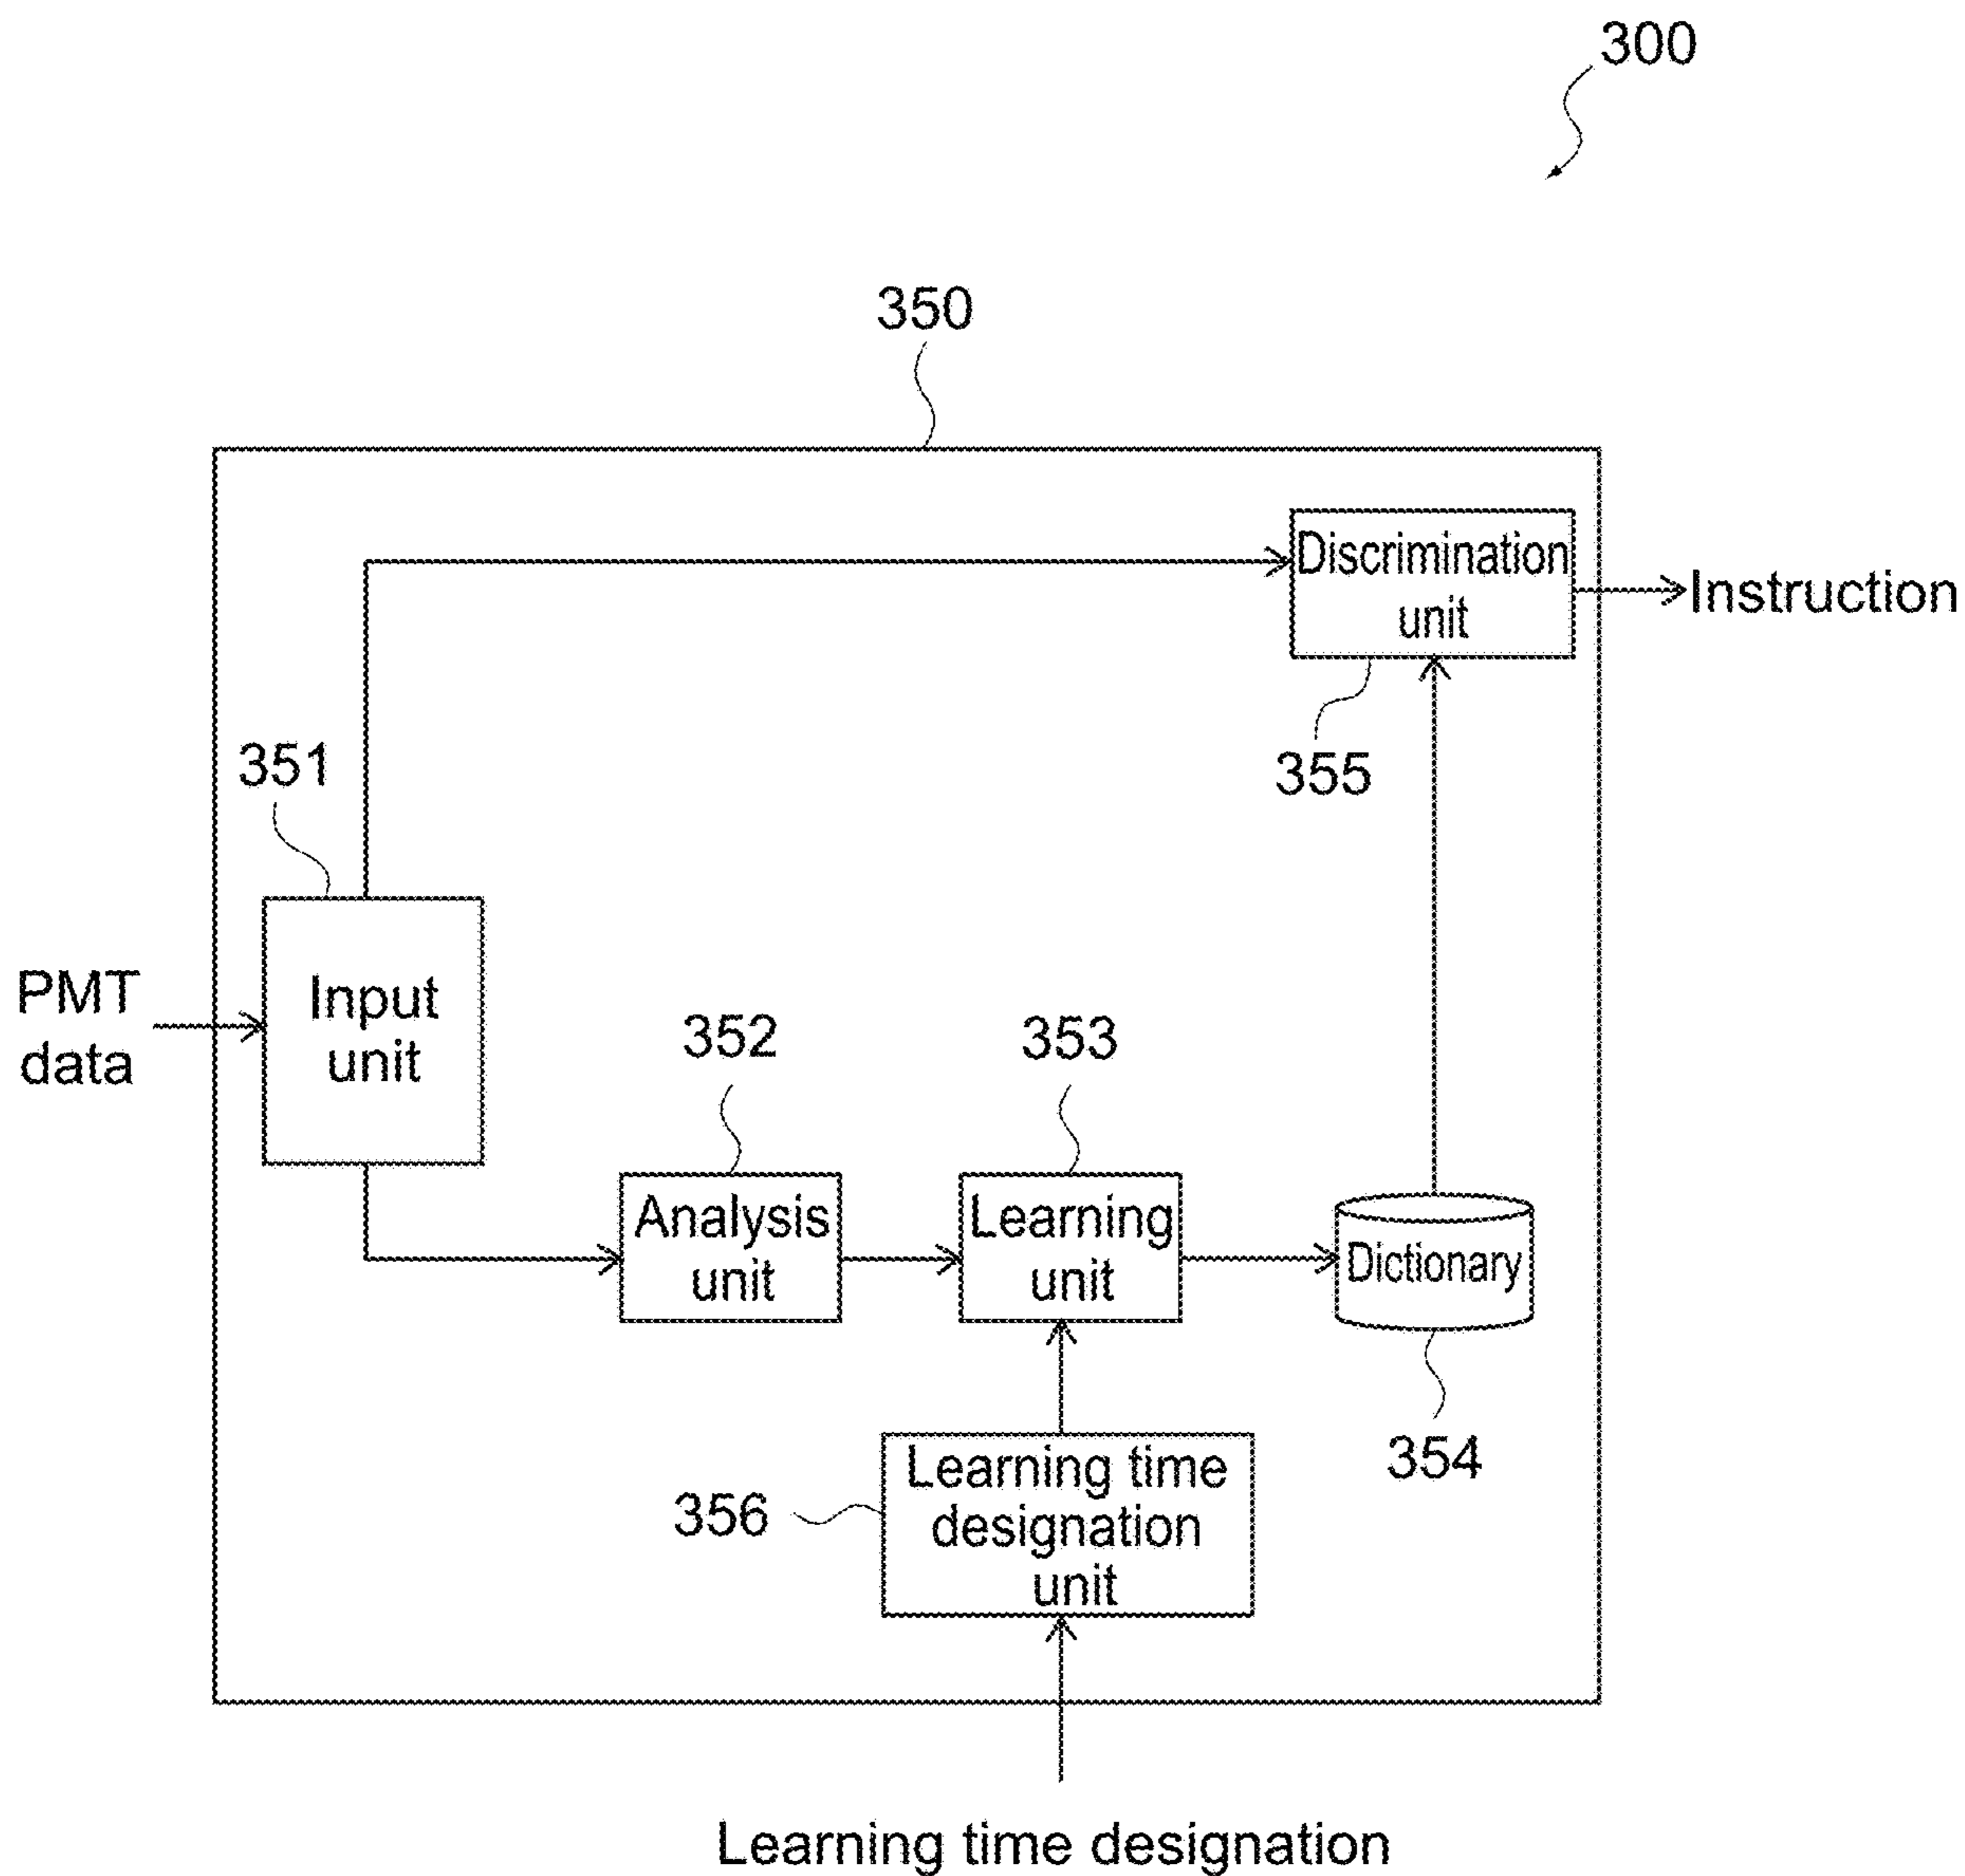 300
350
Discrimination
unit
Instruction
355
351
PMT
data
Input
unit
352
353
Analysis
unit
Learning
unit
Dictionary
354
356
Learning time
designation
unit
Learning time designation